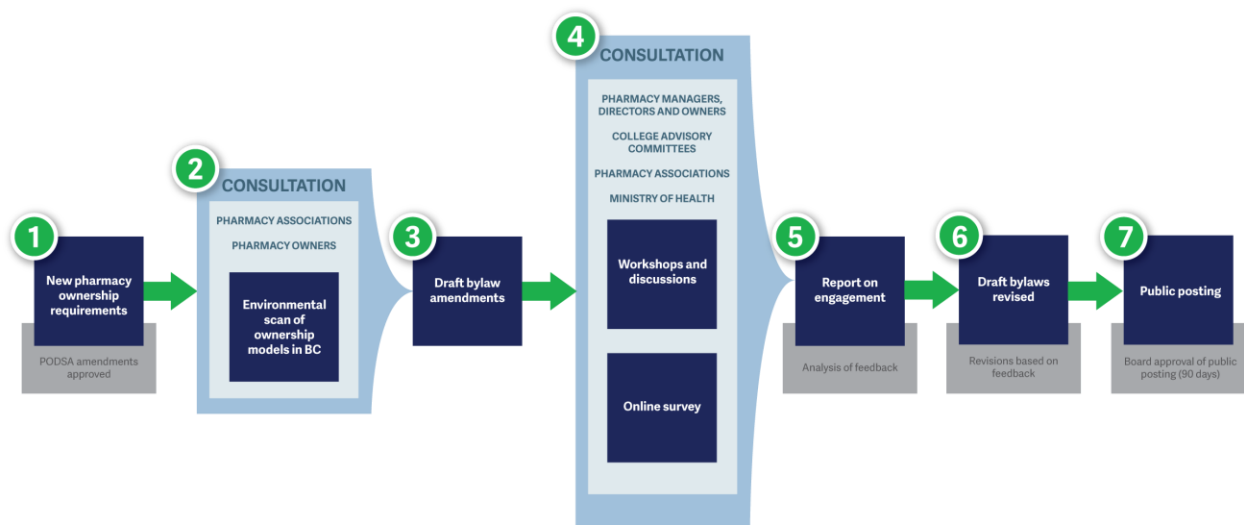 1
New pharmacy
ownership
requirements
PODSA amendments
approved
2
CONSULTATION
PHARMACY ASSOCIATIONS
PHARMACY OWNERS
Environmental
scan of
ownership
models in BC
3
Draft bylaw
amendments
4
CONSULTATION
PHARMACY MANAGERS,
DIRECTORS AND OWNERS
COLLEGE ADVISORY
COMMITTEES
PHARMACY ASSOCIATIONS
MINISTRY OF HEALTH
Workshops and
discussions
Online survey
5
Report on
engagement
Analysis of feedback
6
Draft bylaws
revised
Revisions based on
feedback
7
Public posting
Board approval of public
posting (90 days)